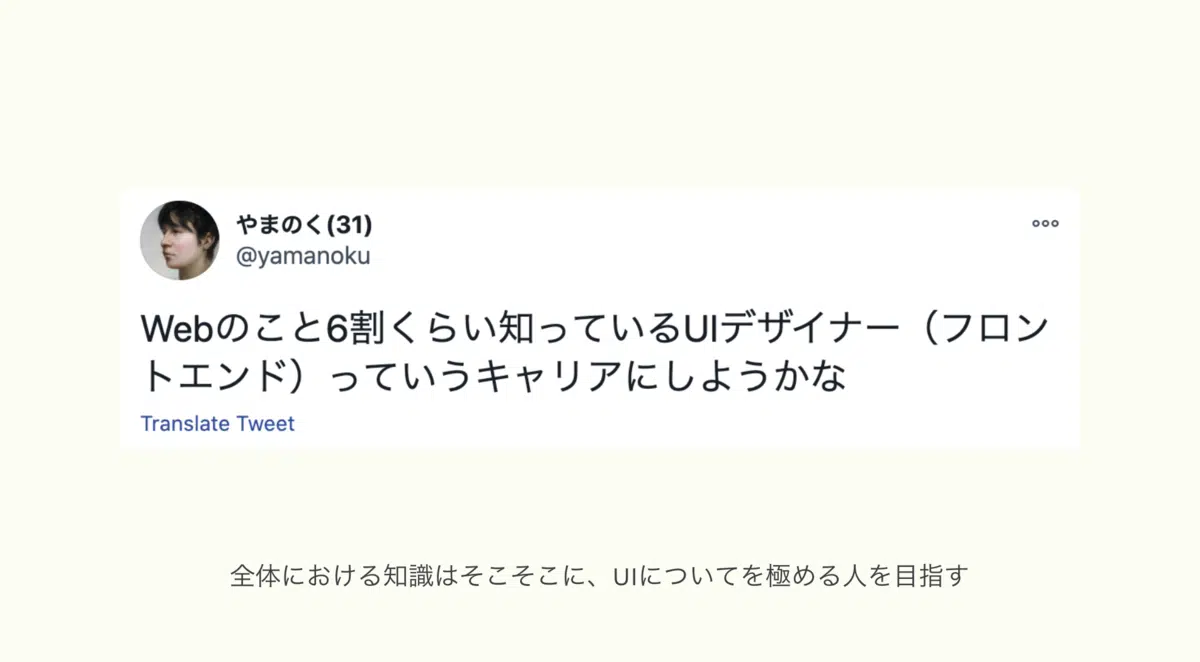 やまのく(31)
@yamanoku
Webのこと6割くらい知っているUIデザイナー（フロン
トエンド）っていうキャリアにしようかな
Translate Tweet
全体における知識はそこそこに、UIについてを極める人を目指す